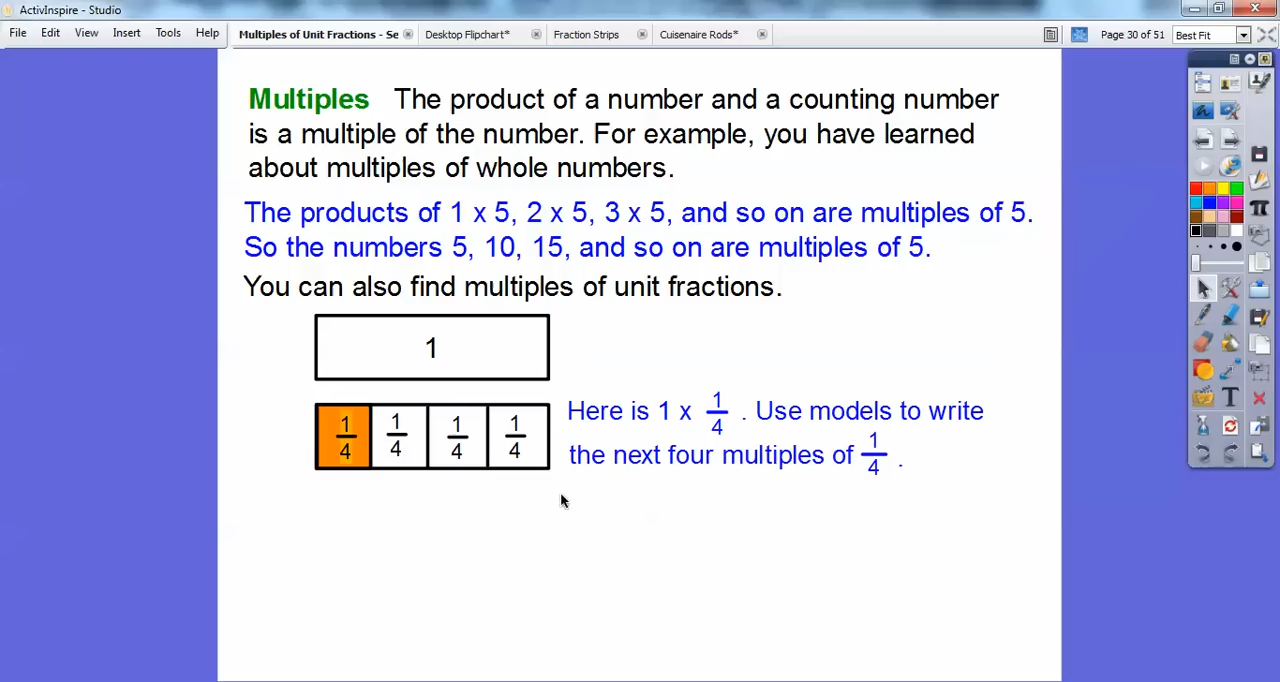 ActivInspire - Studio
File Edit View Insert Tools Help
Multiples of Unit Fractions - Se Desktop Flipchart* Fraction Strips Cuisenaire Rods* Page 30 of 51 Best Fit
Multiples The product of a number and a counting number
is a multiple of the number. For example, you have learned
about multiples of whole numbers.
The products of 1 x 5, 2 x 5, 3 x 5, and so on are multiples of 5.
So the numbers 5, 10, 15, and so on are multiples of 5.
You can also find multiples of unit fractions.
1
1/4 1/4 1/4 1/4
Here is 1 x 1/4 . Use models to write
the next four multiples of 1/4 .